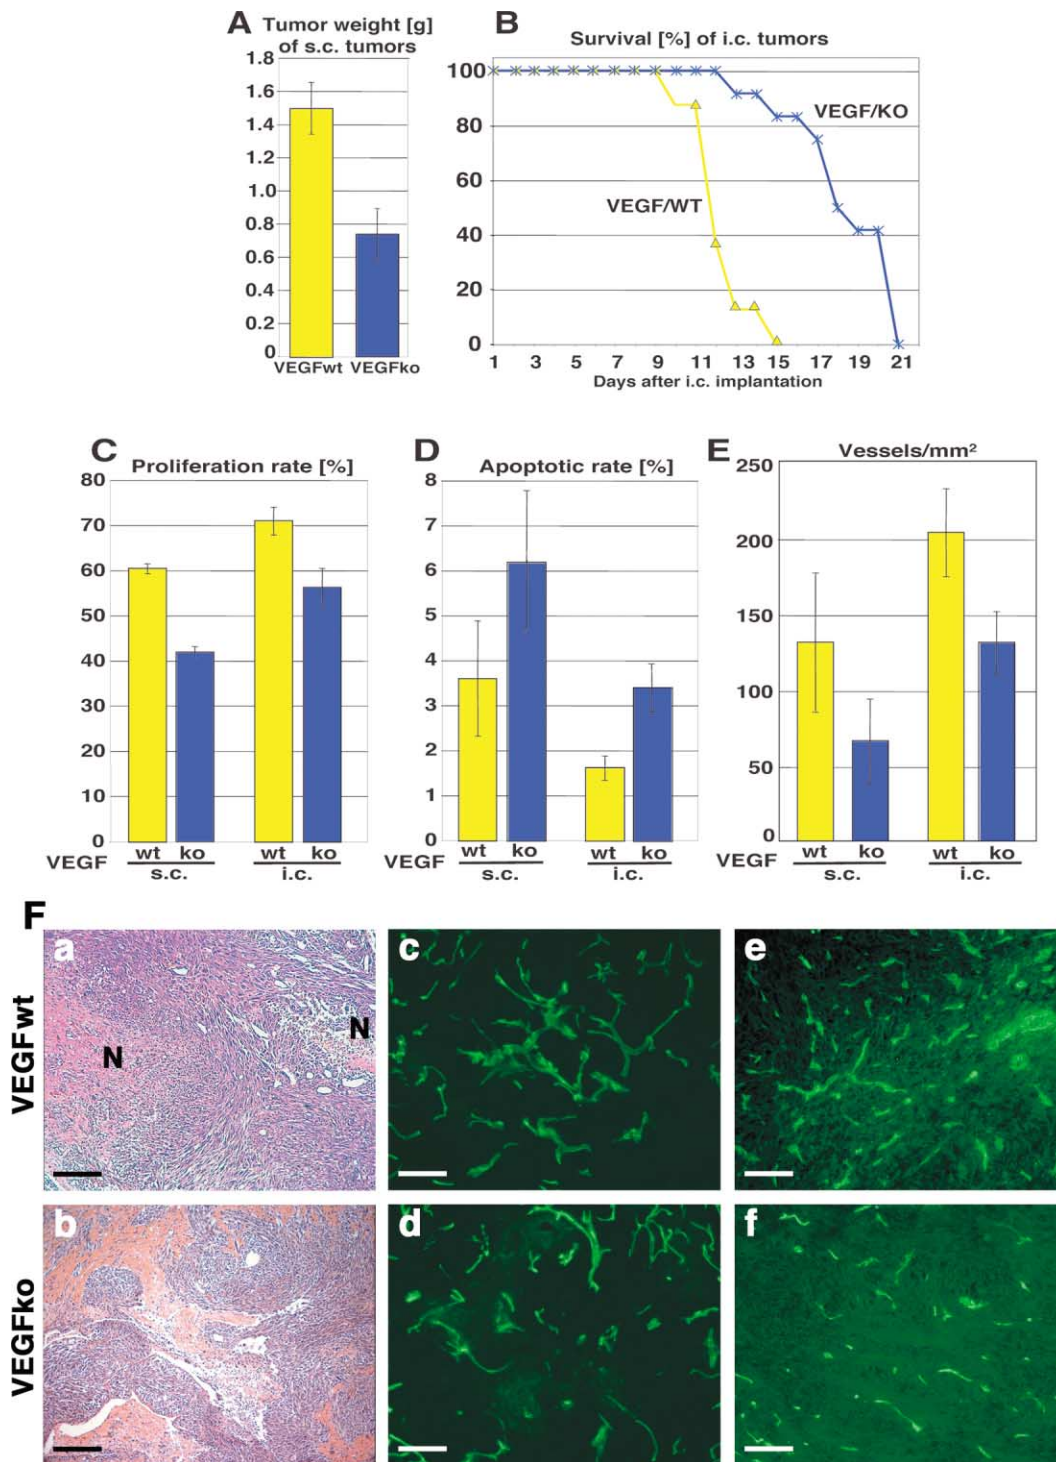 A
Tumor weight [g]
of s.c. tumors
1.8
1.6
1.4
1.2
1.0
0.8
0.6
0.4
0.2
0
VEGFwt VEGFko
B
Survival [%] of i.c. tumors
100
80
60
40
20
0
VEGF/KO
VEGF/WT
1 3 5 7 9 11 13 15 17 19 21
Days after i.c. implantation
C
Proliferation rate [%]
80
70
60
50
40
30
20
10
0
VEGF wt ko wt ko
s.c. i.c.
D
Apoptotic rate [%]
8
7
6
5
4
3
2
1
0
VEGF wt ko wt ko
s.c. i.c.
E
Vessels/mm²
250
200
150
100
50
0
VEGF wt ko wt ko
s.c. i.c.
F
VEGFwt
a
N
N
c
e
VEGFko
b
d
f